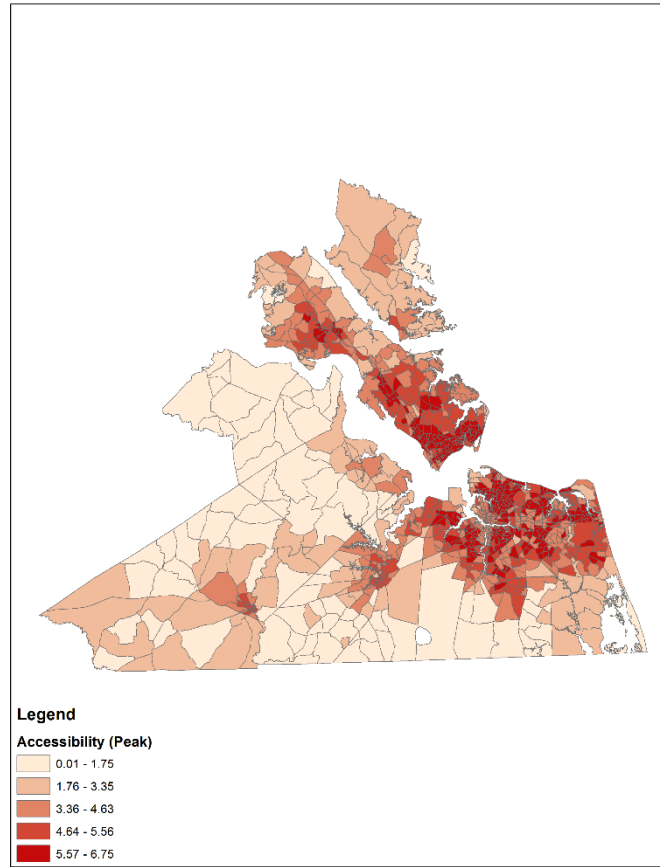 Legend
Accessibility (Peak)
0.01 - 1.75
1.76 - 3.35
3.36 - 4.63
4.64 - 5.56
5.57 - 6.75